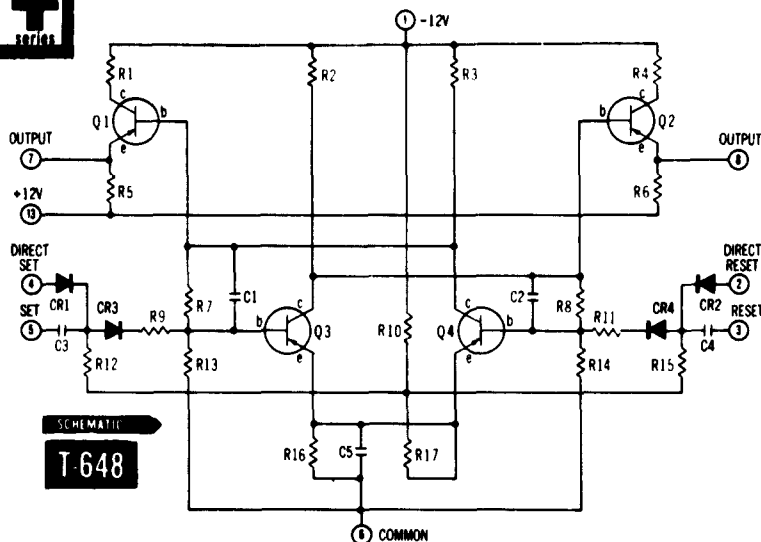 T
series
1 -12V
R1
R2
R3
R4
c
b
Q1
e
c
b
Q2
e
OUTPUT
7
OUTPUT
8
R5
R6
+12V
13
DIRECT
SET
4
CR1
SET
5
C3
CR3
R9
R12
R7
C1
R13
b
c
Q3
e
R10
c
Q4
b
e
C2
R8
R11
CR4
R14
R15
DIRECT
RESET
2
CR2
RESET
3
C4
SCHEMATIC
T-648
R16
C5
R17
6 COMMON